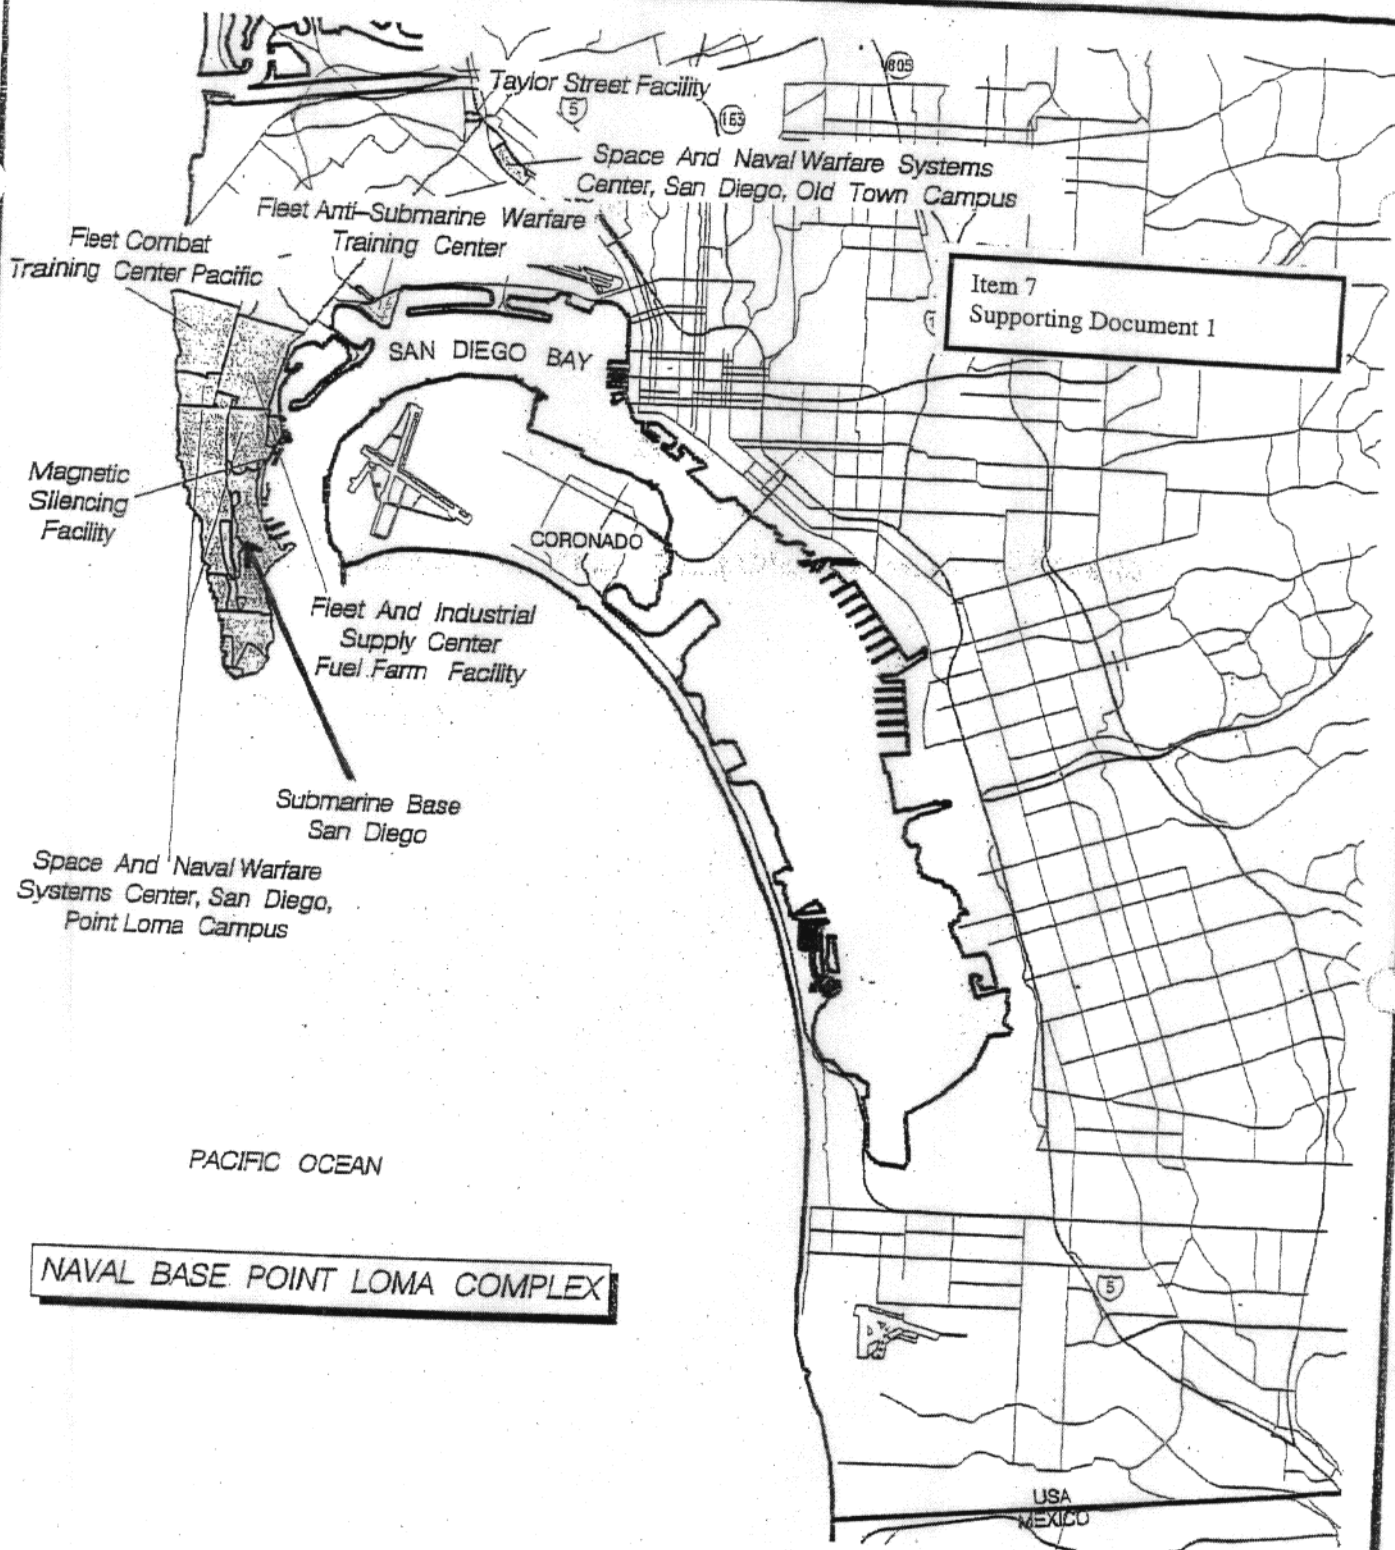 805
Taylor Street Facility
5
163
Space And Naval Warfare Systems
Center, San Diego, Old Town Campus
Fleet Anti-Submarine Warfare
Training Center
Fleet Combat
Training Center Pacific
Item 7
Supporting Document 1
SAN DIEGO BAY
Magnetic
Silencing
Facility
CORONADO
Fleet And Industrial
Supply Center
Fuel Farm Facility
Submarine Base
San Diego
Space And Naval Warfare
Systems Center, San Diego,
Point Loma Campus
PACIFIC OCEAN
NAVAL BASE POINT LOMA COMPLEX
5
USA
MEXICO